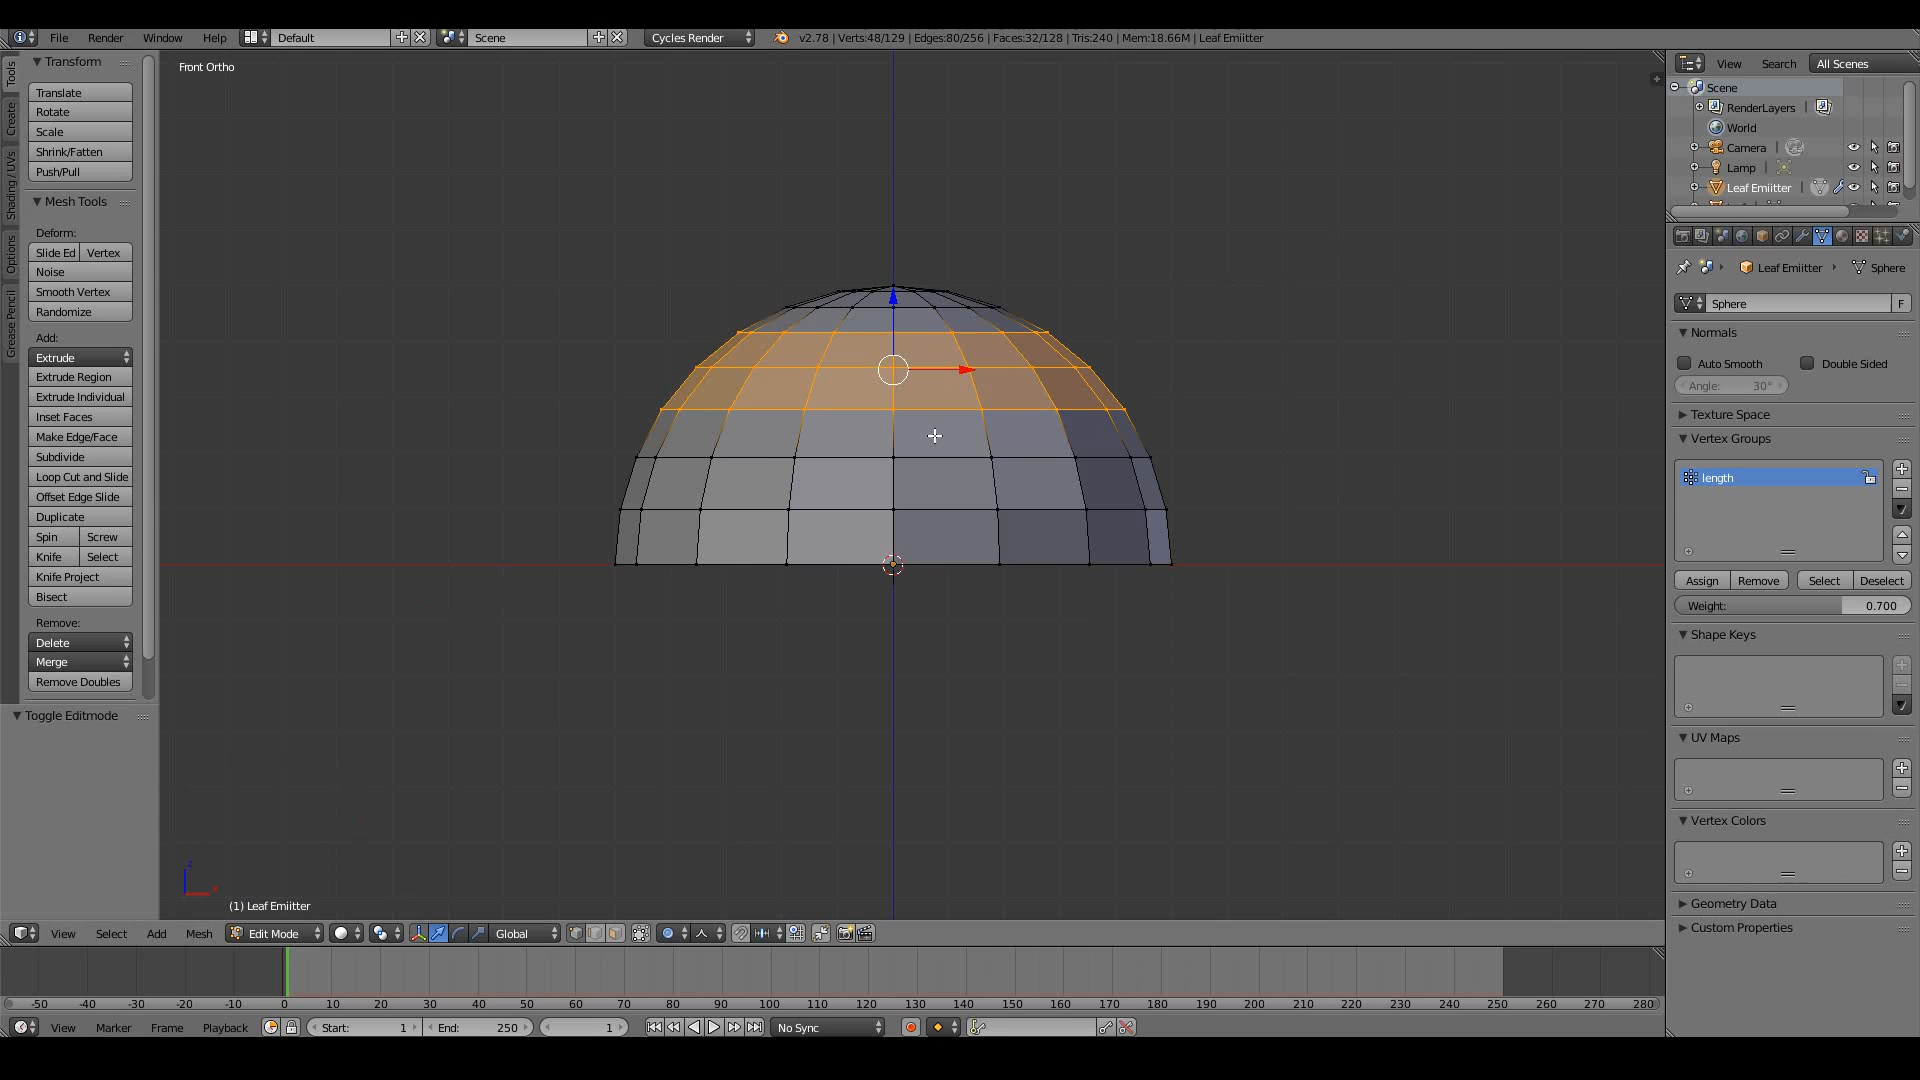 File Render Window Help Default Scene Cycles Render v2.78 | Verts:48/129 | Edges:80/256 | Faces:32/128 | Tris:240 | Mem:18.66M | Leaf Emiitter
Tools
Create
Shading / UVs
Options
Grease Pencil
Transform
Translate
Rotate
Scale
Shrink/Fatten
Push/Pull
Mesh Tools
Deform:
Slide Ed Vertex
Noise
Smooth Vertex
Randomize
Add:
Extrude
Extrude Region
Extrude Individual
Inset Faces
Make Edge/Face
Subdivide
Loop Cut and Slide
Offset Edge Slide
Duplicate
Spin Screw
Knife Select
Knife Project
Bisect
Remove:
Delete
Merge
Remove Doubles
Toggle Editmode
Front Ortho
z
x
(1) Leaf Emiitter
View Search All Scenes
Scene
RenderLayers
World
Camera
Lamp
Leaf Emiitter
Leaf Emiitter Sphere
Sphere F
Normals
Auto Smooth Double Sided
Angle: 30°
Texture Space
Vertex Groups
length
Assign Remove Select Deselect
Weight: 0.700
Shape Keys
UV Maps
Vertex Colors
Geometry Data
Custom Properties
View Select Add Mesh Edit Mode Global
-50 -40 -30 -20 -10 0 10 20 30 40 50 60 70 80 90 100 110 120 130 140 150 160 170 180 190 200 210 220 230 240 250 260 270 280
View Marker Frame Playback Start: 1 End: 250 1 No Sync